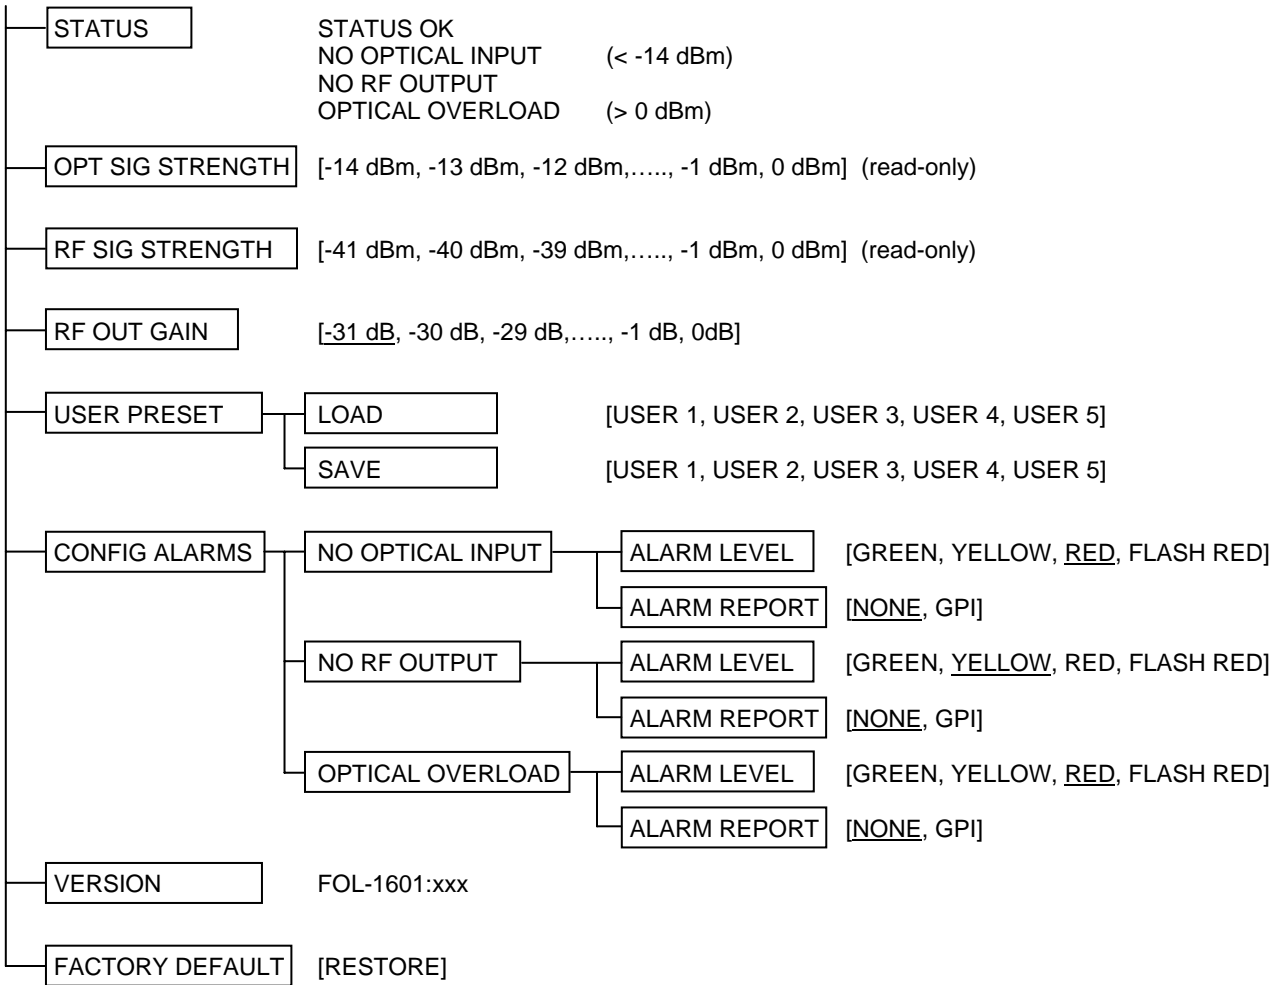 STATUS STATUS OK
NO OPTICAL INPUT (< -14 dBm)
NO RF OUTPUT
OPTICAL OVERLOAD (> 0 dBm)
OPT SIG STRENGTH [-14 dBm, -13 dBm, -12 dBm,….., -1 dBm, 0 dBm] (read-only)
RF SIG STRENGTH [-41 dBm, -40 dBm, -39 dBm,….., -1 dBm, 0 dBm] (read-only)
RF OUT GAIN [-31 dB, -30 dB, -29 dB,….., -1 dB, 0dB]
USER PRESET LOAD [USER 1, USER 2, USER 3, USER 4, USER 5]
SAVE [USER 1, USER 2, USER 3, USER 4, USER 5]
CONFIG ALARMS NO OPTICAL INPUT ALARM LEVEL [GREEN, YELLOW, RED, FLASH RED]
ALARM REPORT [NONE, GPI]
NO RF OUTPUT ALARM LEVEL [GREEN, YELLOW, RED, FLASH RED]
ALARM REPORT [NONE, GPI]
OPTICAL OVERLOAD ALARM LEVEL [GREEN, YELLOW, RED, FLASH RED]
ALARM REPORT [NONE, GPI]
VERSION FOL-1601:xxx
FACTORY DEFAULT [RESTORE]